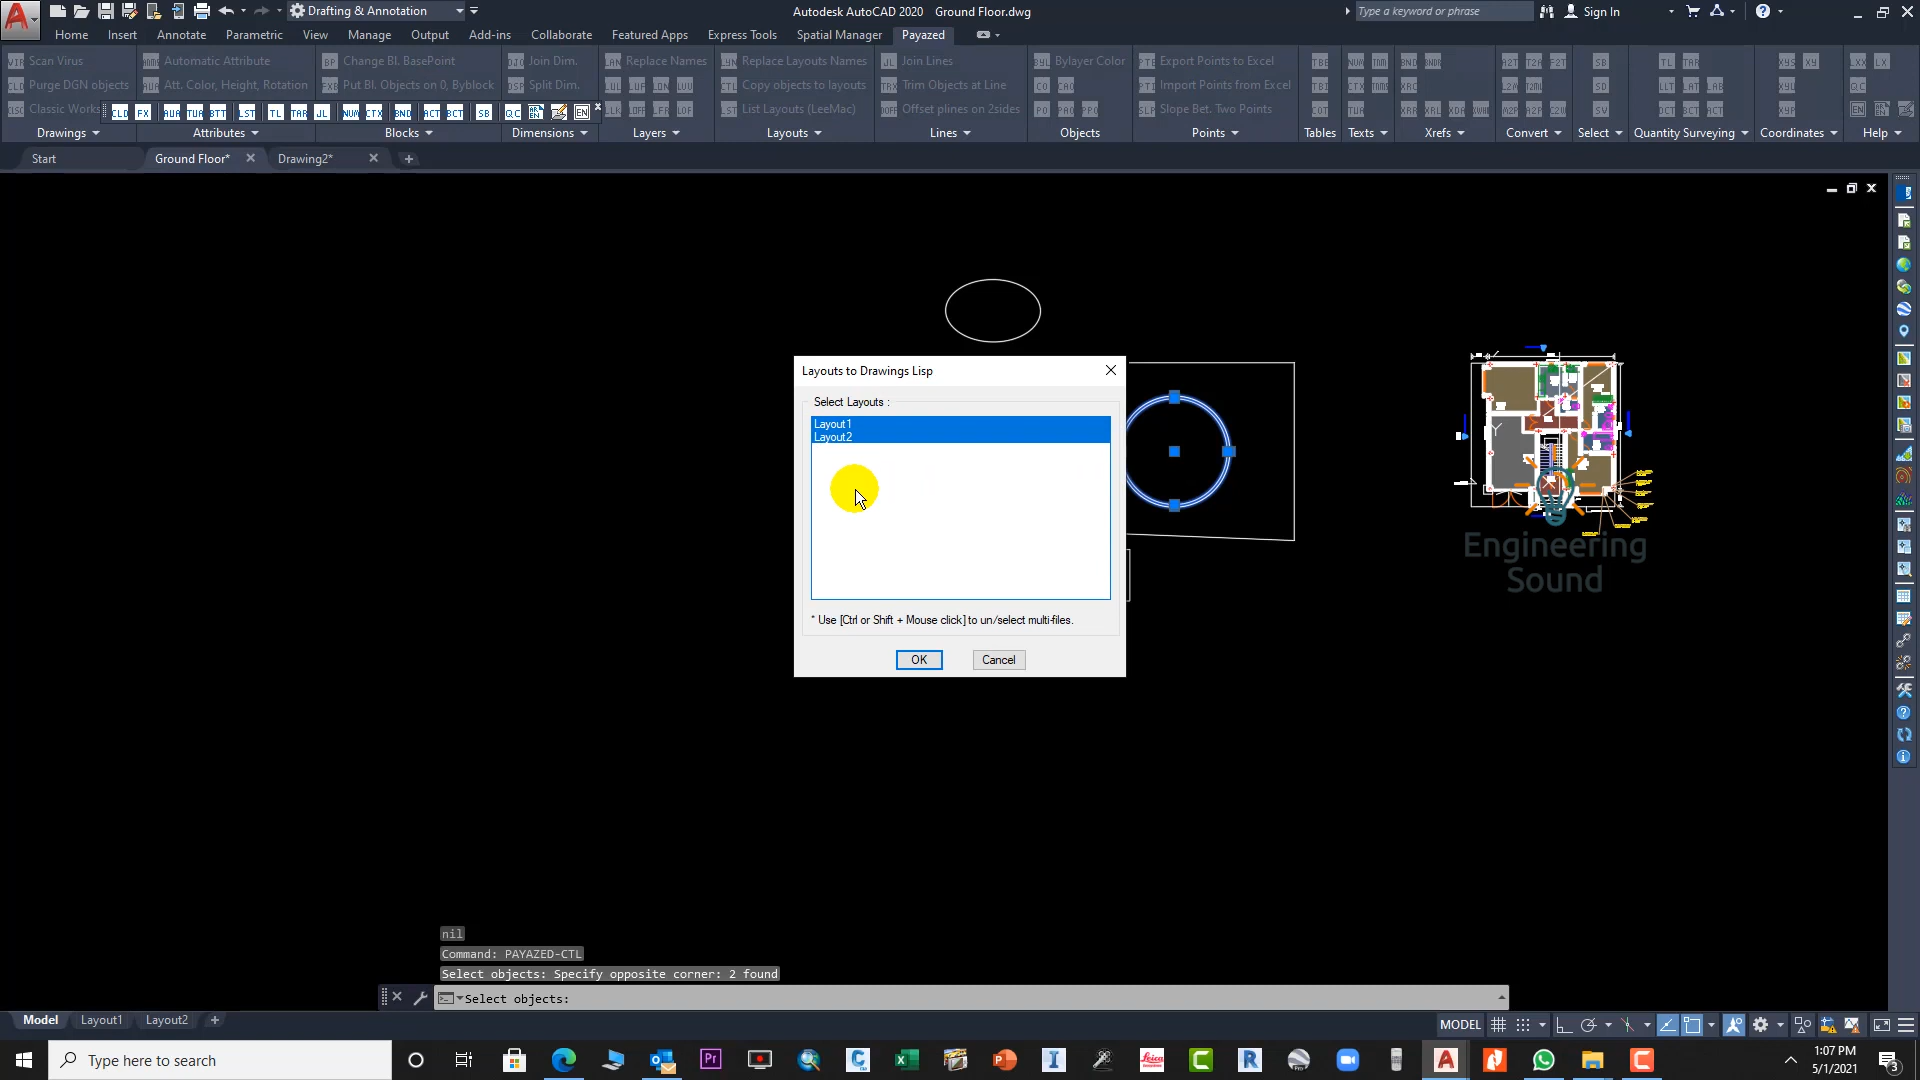 Drafting & Annotation
Autodesk AutoCAD 2020 Ground Floor.dwg
Type a keyword or phrase
Sign In
Home Insert Annotate Parametric View Manage Output Add-ins Collaborate Featured Apps Express Tools Spatial Manager Payazed
Scan Virus Automatic Attribute Change Bl. BasePoint Join Dim. Replace Names Replace Layouts Names Join Lines Bylayer Color Export Points to Excel
Purge DGN objects Att. Color, Height, Rotation Put Bl. Objects on 0, Byblock Split Dim. Copy objects to layouts Trim Objects at Line Import Points from Excel
Classic Works List Layouts (LeeMac) Offset plines on 2sides Slope Bet. Two Points
Drawings Attributes Blocks Dimensions Layers Layouts Lines Objects Points Tables Texts Xrefs Convert Select Quantity Surveying Coordinates Help
Start Ground Floor* Drawing2*
Layouts to Drawings Lisp
Select Layouts :
Layout1
Layout2
* Use [Ctrl or Shift + Mouse click] to un/select multi-files.
OK Cancel
Engineering
Sound
nil
Command: PAYAZED-CTL
Select objects: Specify opposite corner: 2 found
Select objects:
Model Layout1 Layout2
MODEL
Type here to search
1:07 PM
5/1/2021